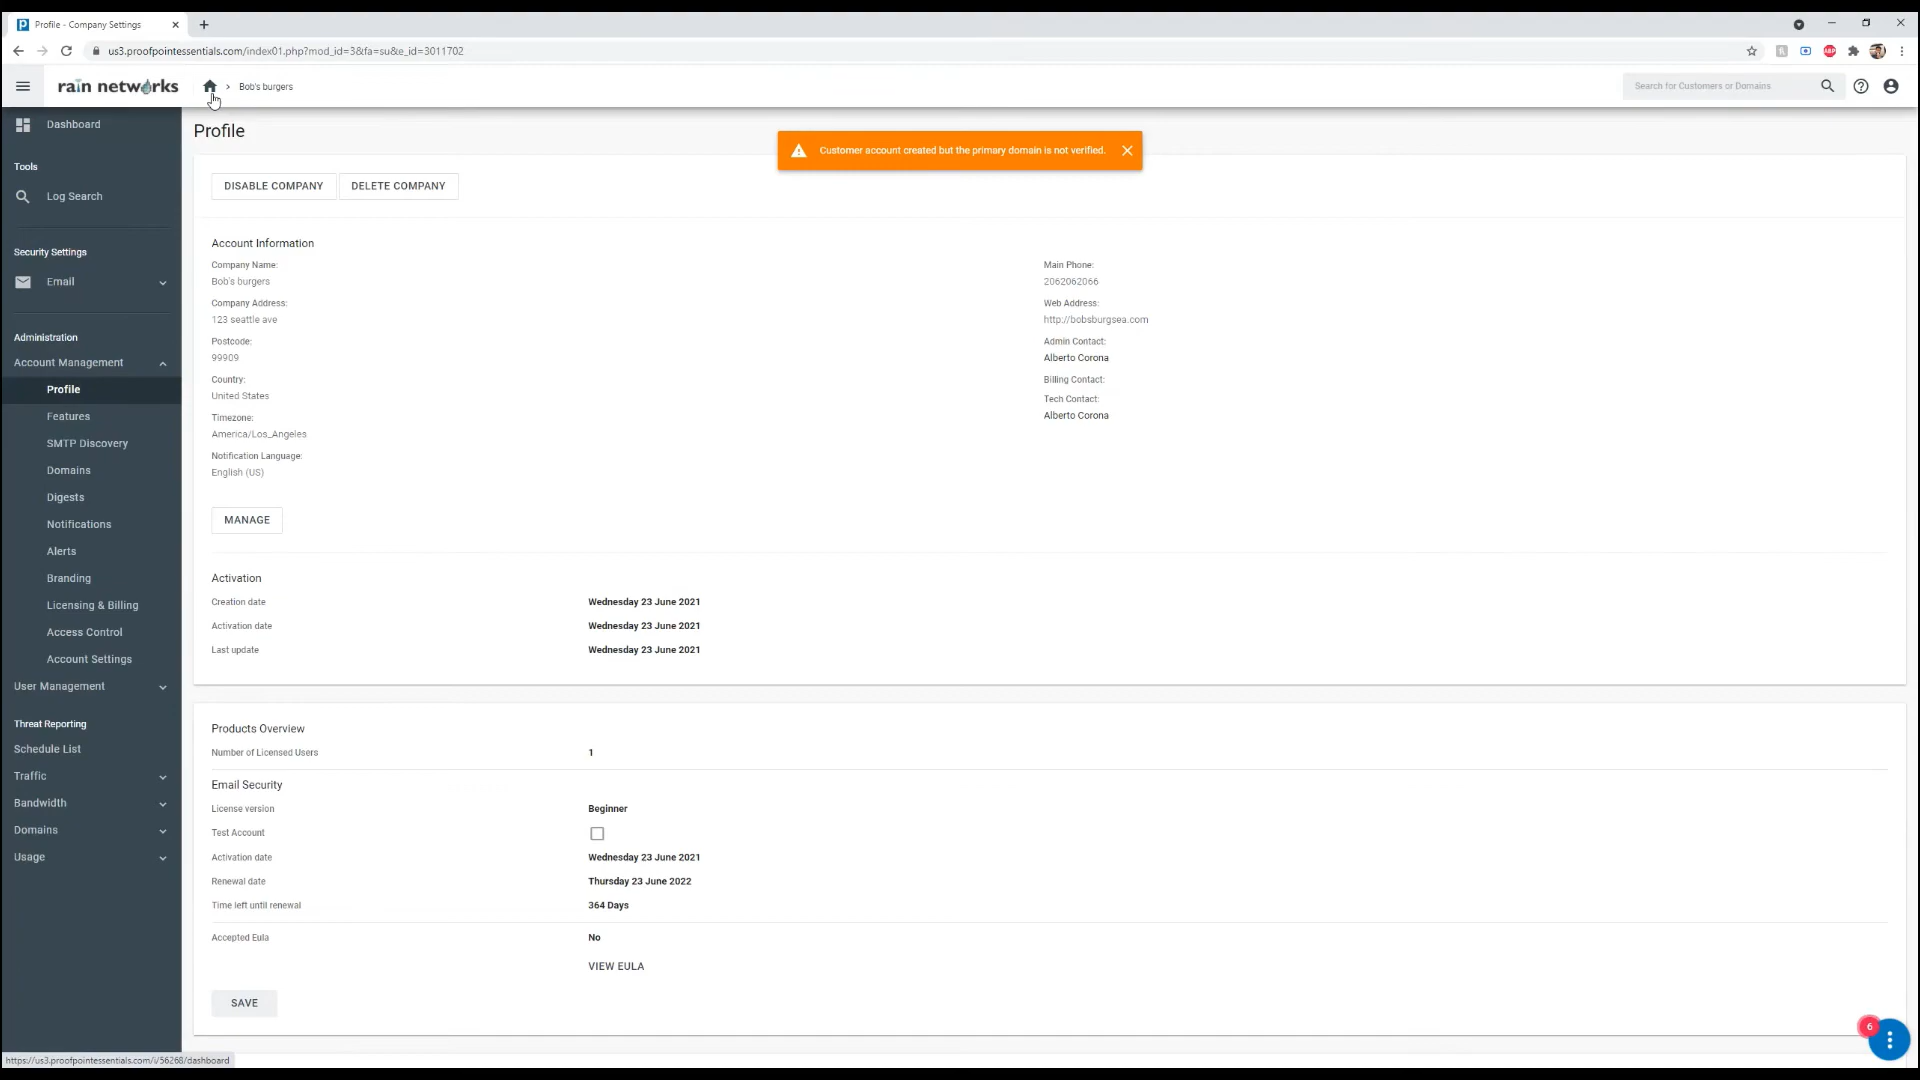 Profile - Company Settings
us3.proofpointessentials.com/index01.php?mod_id=3&fa=su&e_id=3011702
ABP
rain networks
Bob's burgers
Search for Customers or Domains
Dashboard
Tools
Log Search
Security Settings
Email
Administration
Account Management
Profile
Features
SMTP Discovery
Domains
Digests
Notifications
Alerts
Branding
Licensing & Billing
Access Control
Account Settings
User Management
Threat Reporting
Schedule List
Traffic
Bandwidth
Domains
Usage
Profile
Customer account created but the primary domain is not verified.
DISABLE COMPANY
DELETE COMPANY
Account Information
Company Name:
Bob's burgers
Company Address:
123 seattle ave
Postcode:
99909
Country:
United States
Timezone:
America/Los_Angeles
Notification Language:
English (US)
Main Phone:
2062062066
Web Address:
http://bobsburgsea.com
Admin Contact:
Alberto Corona
Billing Contact:
Tech Contact:
Alberto Corona
MANAGE
Activation
Creation date Wednesday 23 June 2021
Activation date Wednesday 23 June 2021
Last update Wednesday 23 June 2021
Products Overview
Number of Licensed Users 1
Email Security
License version Beginner
Test Account
Activation date Wednesday 23 June 2021
Renewal date Thursday 23 June 2022
Time left until renewal 364 Days
Accepted Eula No
VIEW EULA
SAVE
6
https://us3.proofpointessentials.com/i/56268/dashboard